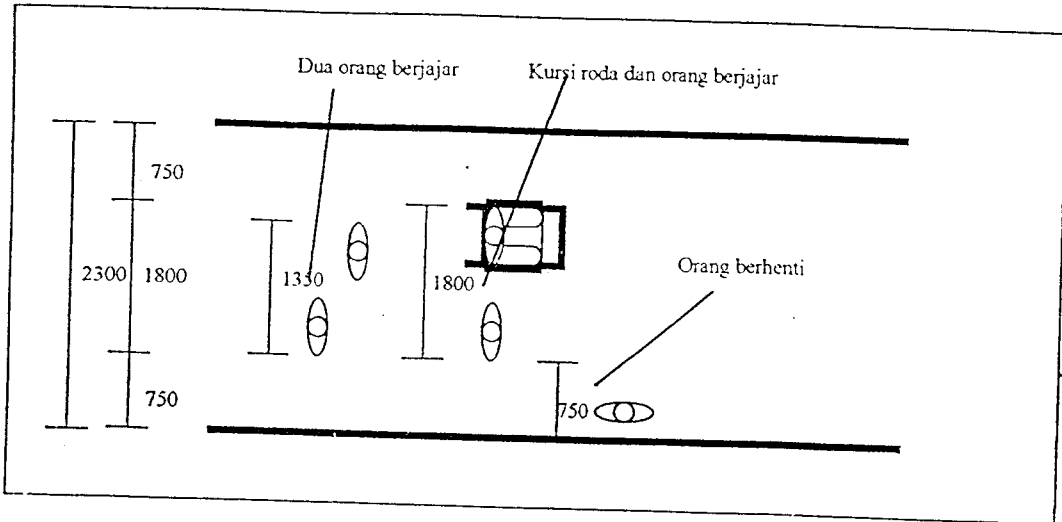 Dua orang berjajar
Kursi roda dan orang berjajar
750
2300
1800
1350
1800
Orang berhenti
750
750